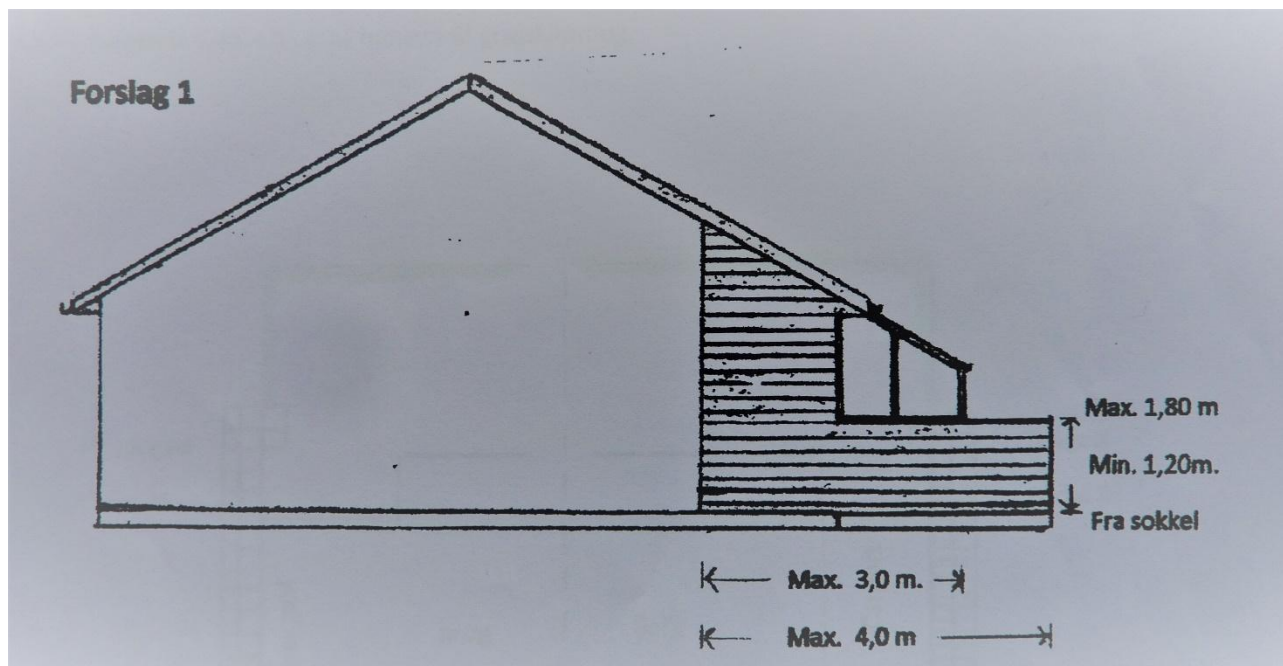 Forslag 1
Max. 1,80 m
Min. 1,20m.
Fra sokkel
Max. 3,0 m.
Max. 4,0 m